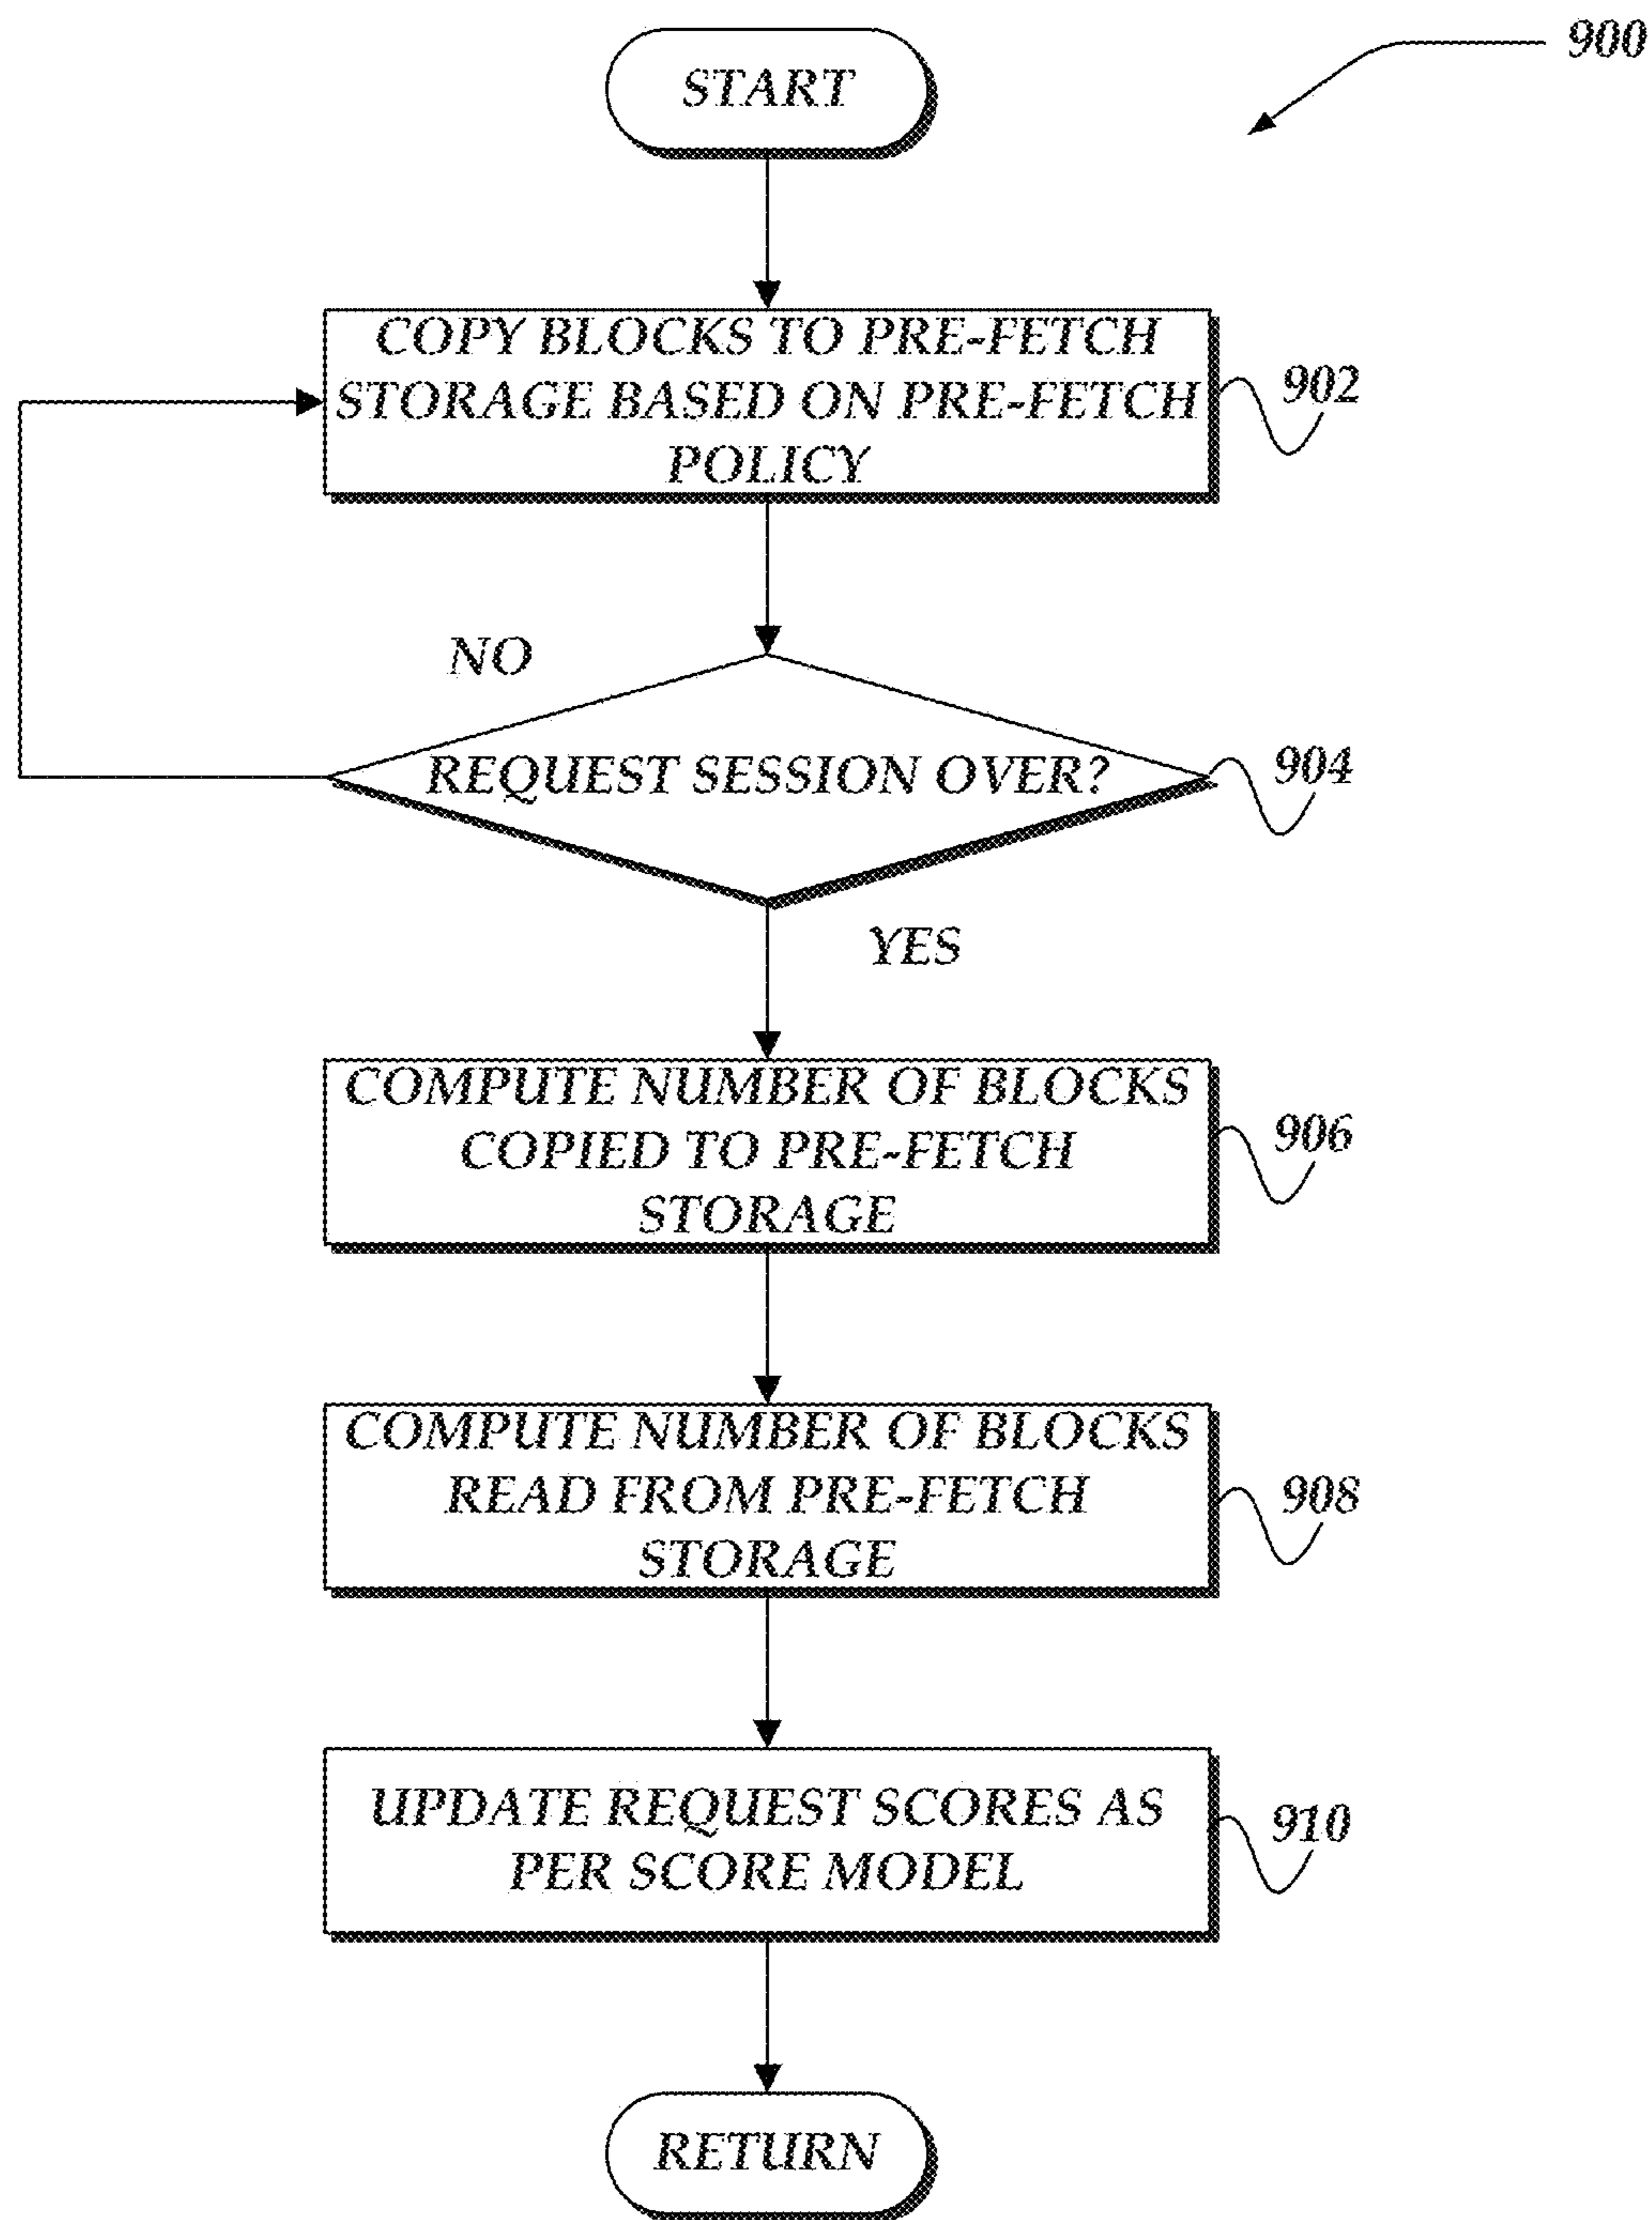 900
START
COPY BLOCKS TO PRE-FETCH
STORAGE BASED ON PRE-FETCH
POLICY
902
NO
REQUEST SESSION OVER?
904
YES
COMPUTE NUMBER OF BLOCKS
COPIED TO PRE-FETCH
STORAGE
906
COMPUTE NUMBER OF BLOCKS
READ FROM PRE-FETCH
STORAGE
908
UPDATE REQUEST SCORES AS
PER SCORE MODEL
910
RETURN